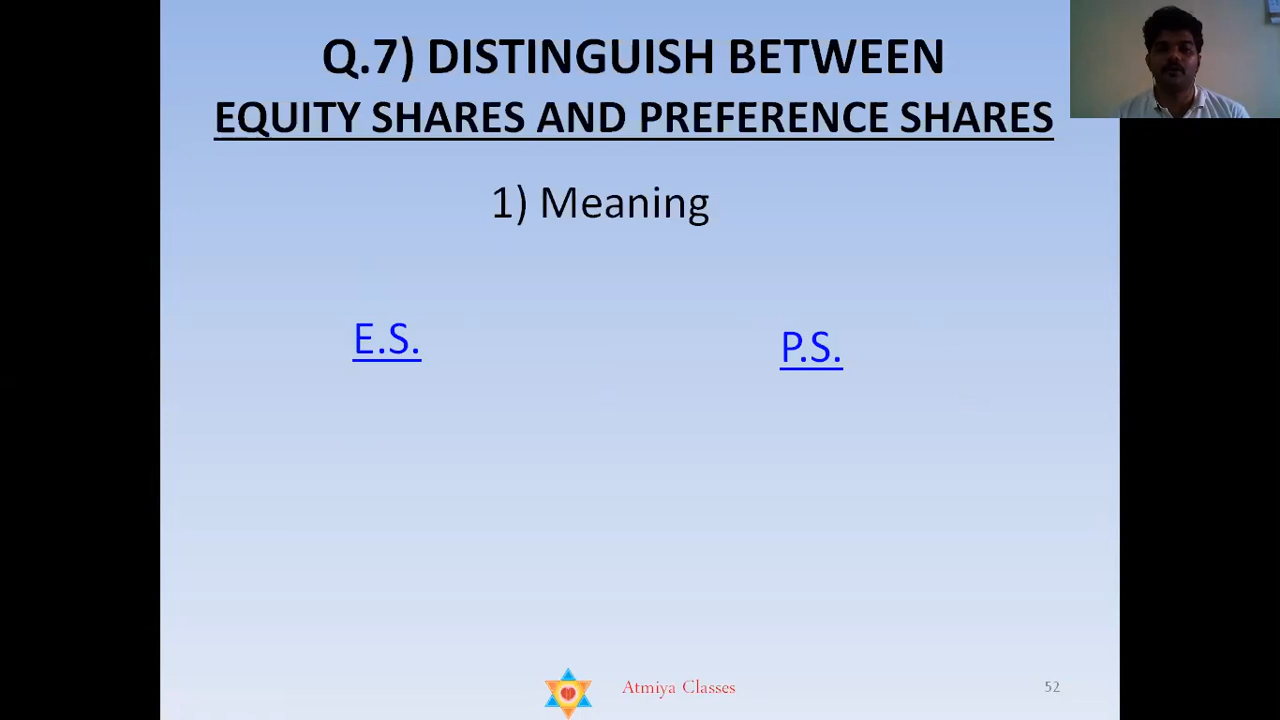 Q.7) DISTINGUISH BETWEEN
EQUITY SHARES AND PREFERENCE SHARES
1) Meaning
E.S.
P.S.
Atmiya Classes
52